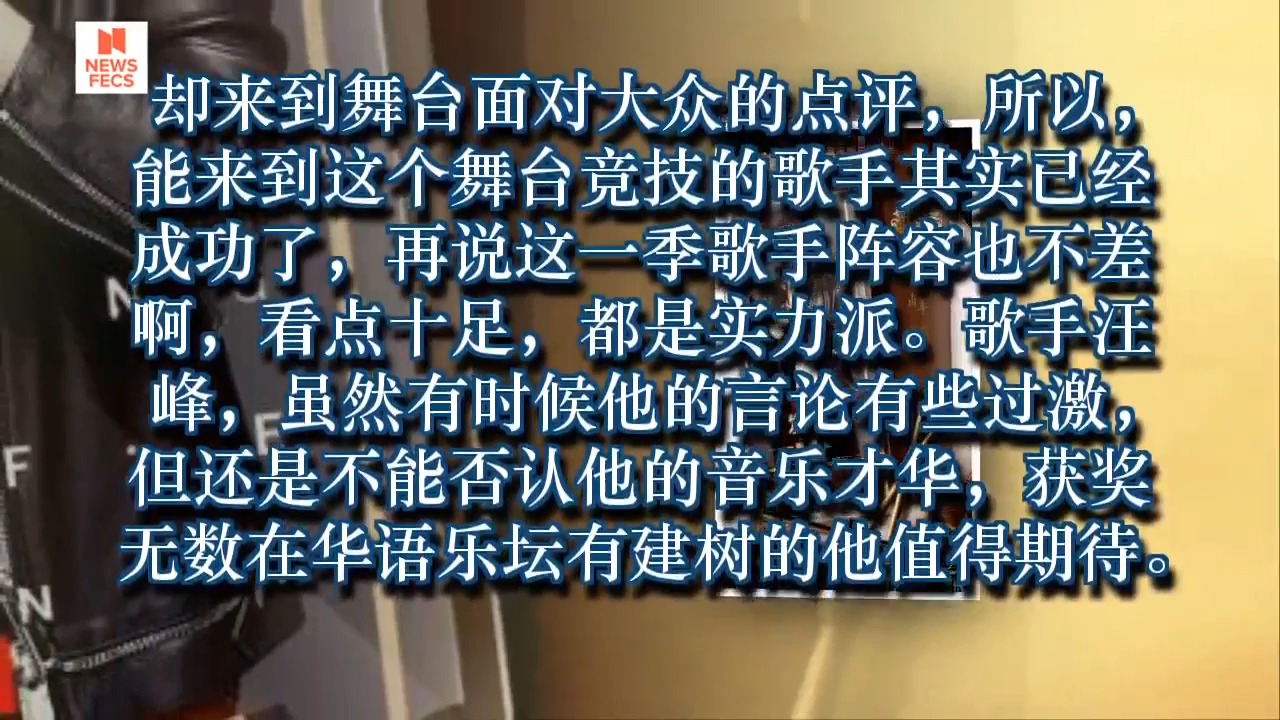 NEWS
FECS
却来到舞台面对大众的点评，所以，
能来到这个舞台竞技的歌手其实已经
成功了，再说这一季歌手阵容也不差
啊，看点十足，都是实力派。歌手汪
峰，虽然有时候他的言论有些过激，
但还是不能否认他的音乐才华，获奖
无数在华语乐坛有建树的他值得期待。
F
N